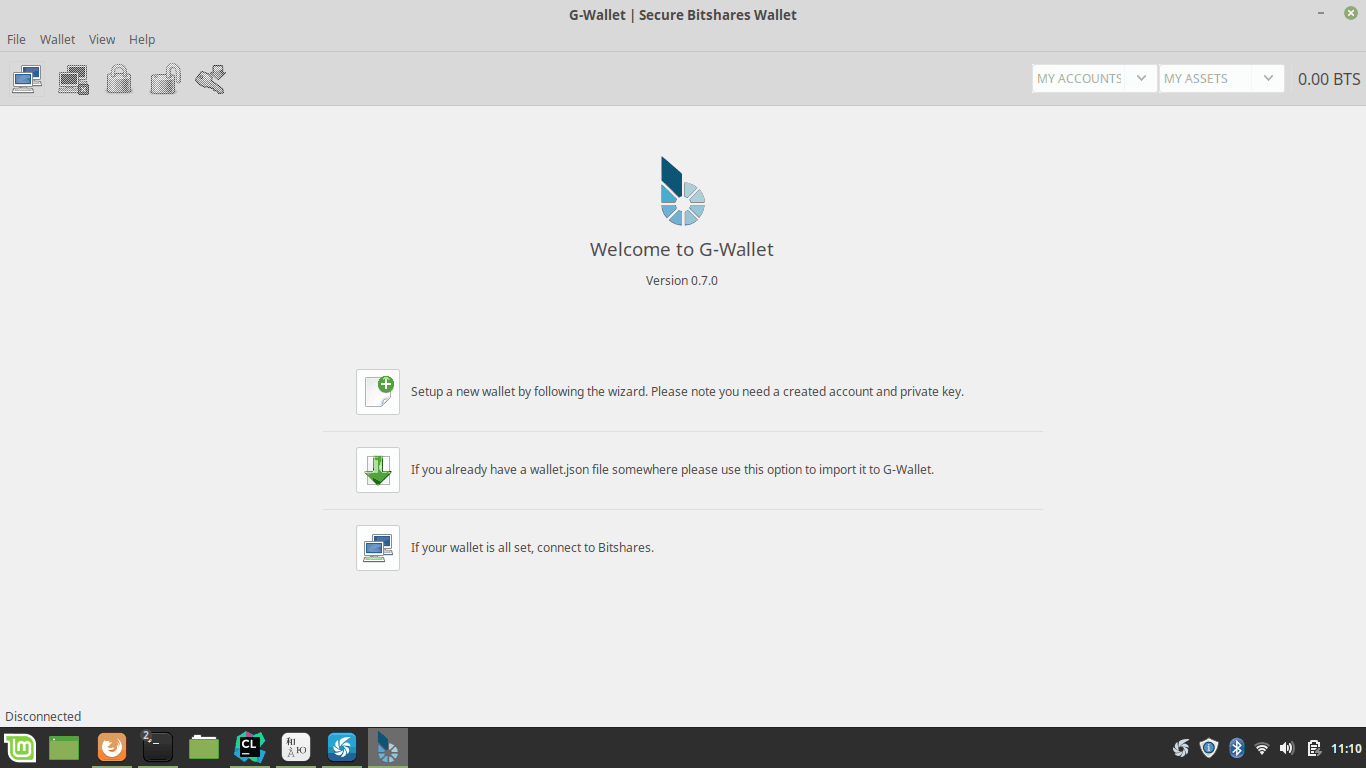 G-Wallet | Secure Bitshares Wallet
File Wallet View Help
MY ACCOUNTS MY ASSETS 0.00 BTS
Welcome to G-Wallet
Version 0.7.0
Setup a new wallet by following the wizard. Please note you need a created account and private key.
If you already have a wallet.json file somewhere please use this option to import it to G-Wallet.
If your wallet is all set, connect to Bitshares.
Disconnected
2 CL 和 A Ю 11:10